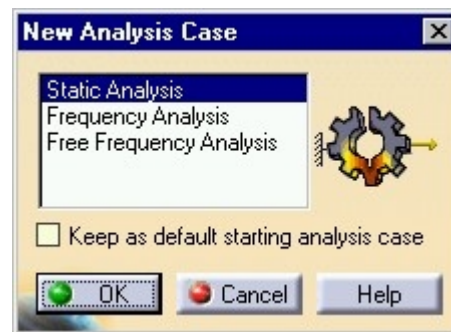 New Analysis Case
Static Analysis
Frequency Analysis
Free Frequency Analysis
Keep as default starting analysis case
OK
Cancel
Help